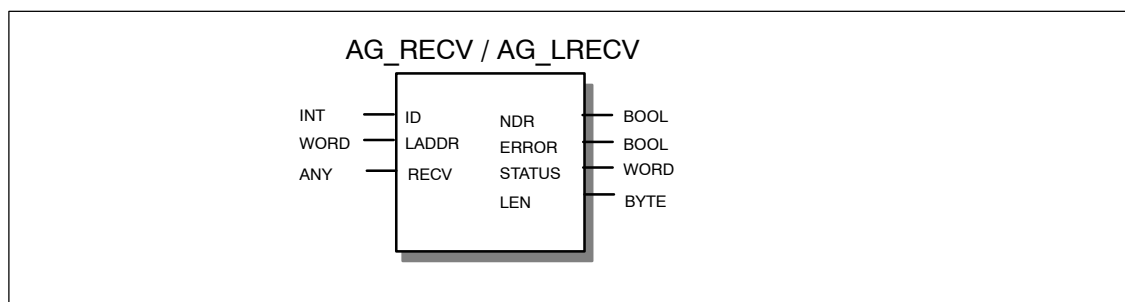 AG_RECV / AG_LRECV
INT ID NDR BOOL
WORD LADDR ERROR BOOL
ANY RECV STATUS WORD
LEN BYTE